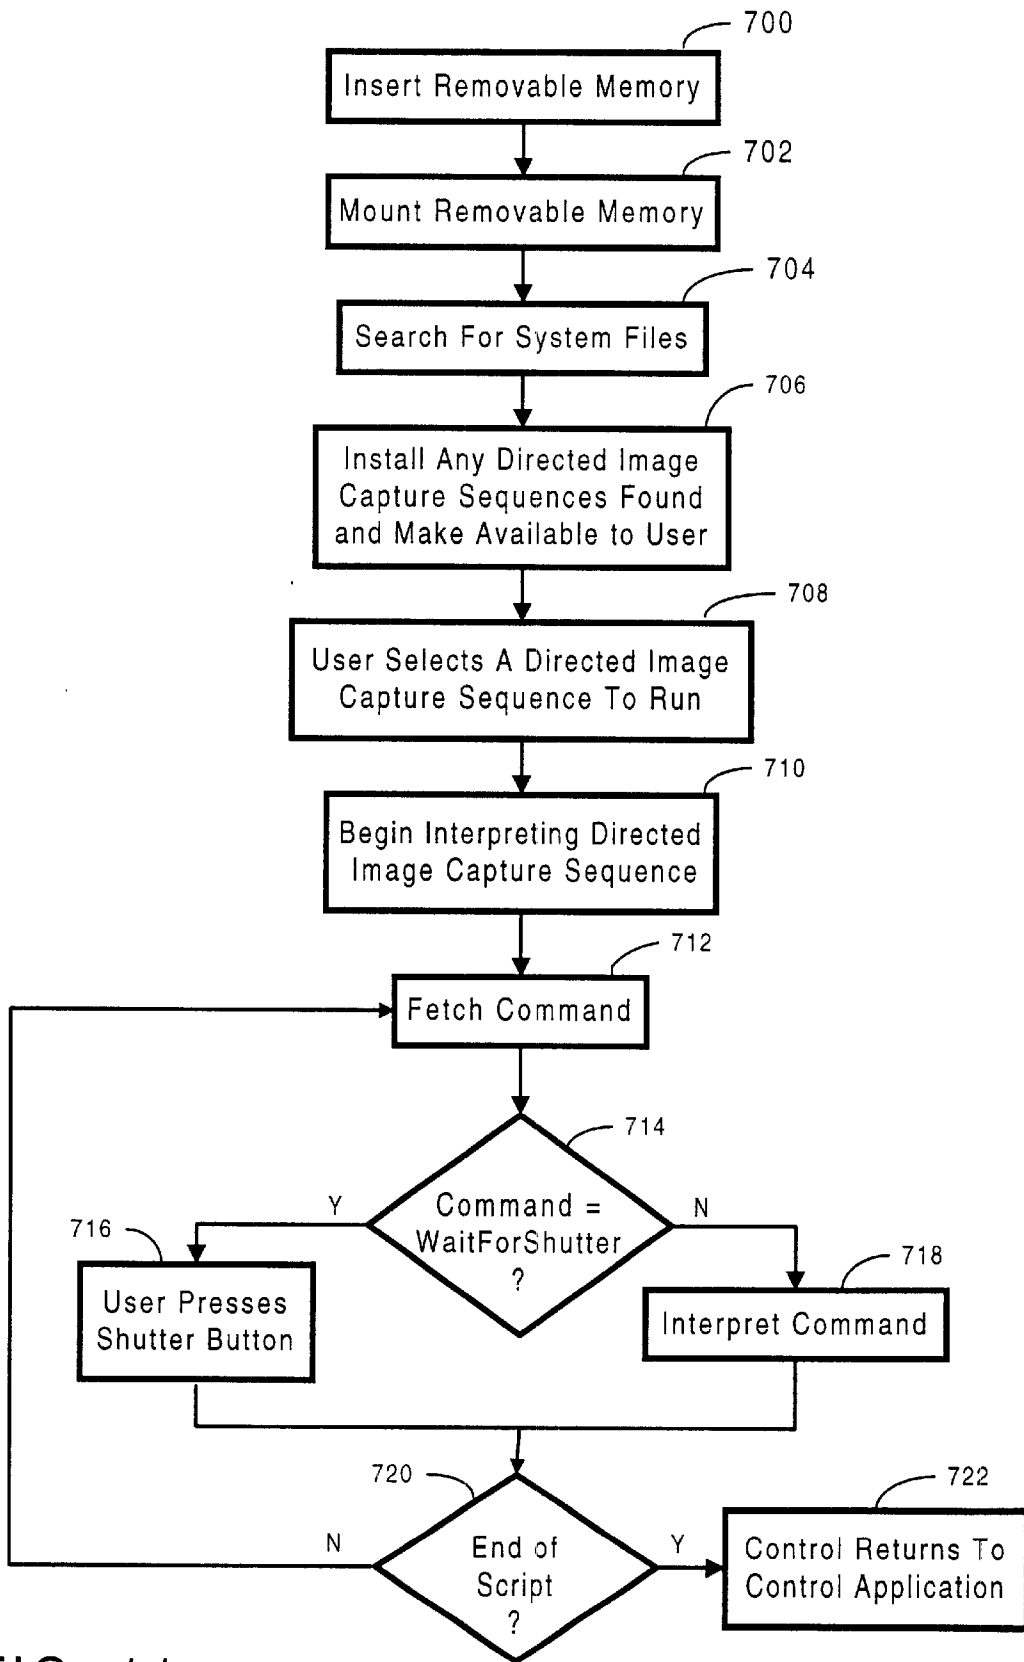 700
Insert Removable Memory
702
Mount Removable Memory
704
Search For System Files
706
Install Any Directed Image
Capture Sequences Found
and Make Available to User
708
User Selects A Directed Image
Capture Sequence To Run
710
Begin Interpreting Directed
Image Capture Sequence
712
Fetch Command
714
Command =
WaitForShutter
?
Y
N
716
User Presses
Shutter Button
718
Interpret Command
720
End of
Script
?
N
Y
722
Control Returns To
Control Application